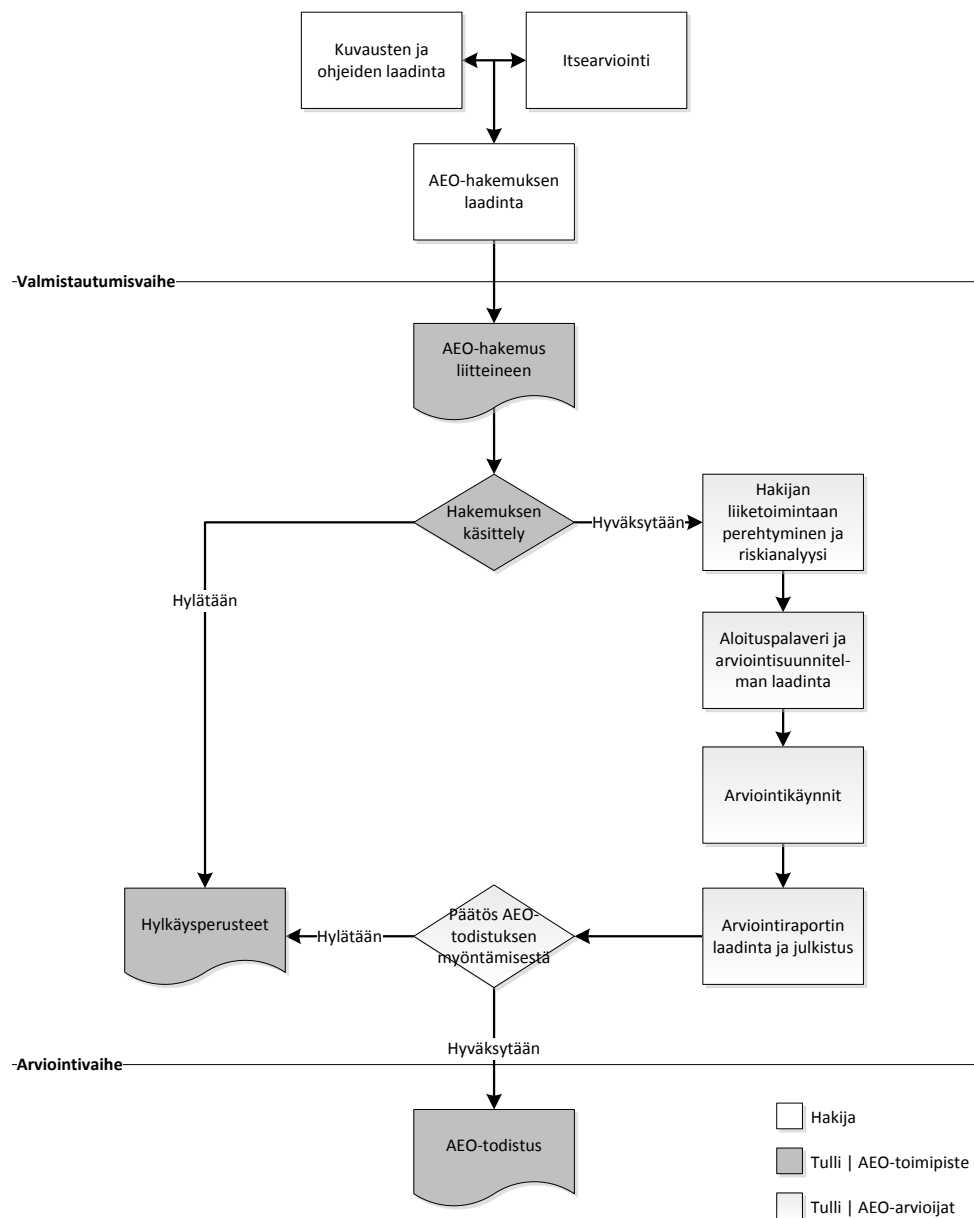 Kuvausten ja
ohjeiden laadinta
Itsearviointi
AEO-hakemuksen
laadinta
Valmistautumisvaihe
AEO-hakemus
liitteineen
Hakemuksen
käsittely
Hyväksytään
Hakijan
liiketoimintaan
perehtyminen ja
riskianalyysi
Hylätään
Aloituspalaveri ja
arviointisuunnitel-
man laadinta
Arviointikäynnit
Hylkäysperusteet
Hylätään
Päätös AEO-
todistuksen
myöntämisestä
Arviointiraportin
laadinta ja julkistus
Hyväksytään
Arviointivaihe
AEO-todistus
Hakija
Tulli | AEO-toimipiste
Tulli | AEO-arvioijat